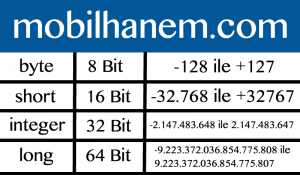 mobilhanem.com
byte 8 Bit -128 ile +127
short 16 Bit -32.768 ile +32767
integer 32 Bit -2.147.483.648 ile 2.147.483.647
long 64 Bit -9.223.372.036.854.775.808 ile
9.223.372.036.854.775.807